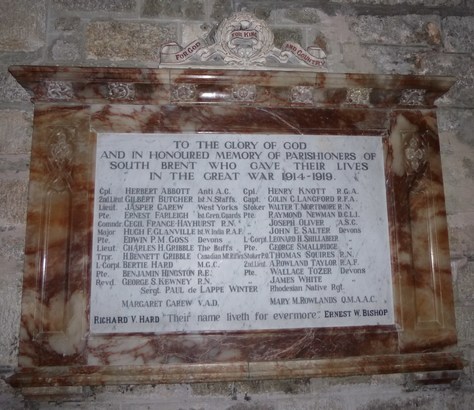 FOR GOD
FOR KING
AND COUNTRY
TO THE GLORY OF GOD
AND IN HONOURED MEMORY OF PARISHIONERS OF
SOUTH BRENT WHO GAVE THEIR LIVES
IN THE GREAT WAR 1914-1919.
Cpl. HERBERT ABBOTT Anti A.C. Cpl. HENRY KNOTT R.G.A.
2nd Lieut. GILBERT BUTCHER 1st N. Staffs Capt. COLIN C. LANGFORD R.F.A.
Lieut. JASPER CAREW West Yorks Stoker WALTER T. MORTIMORE R.N.
Pte. ERNEST FARLEIGH Gren. Guards Pte. RAYMOND NEWMAN D.C.L.I.
Commdr. CECIL PRANCE-HAYHURST R.N. JOSEPH OLIVER
Major HUGH F. GLANVILLE W. India R.A.F. JOHN E. SALTER Devons
Pte. EDWIN P.M. GOSS Devons L-Corpl. LEONARD H. SHILLABEER
Lieut. CHARLES H. GRIBBLE The Buffs Pte. GEORGE SMALLRIDGE
Trpr. H. BENNETT GRIBBLE Canadian THOMAS SQUIRES R.N.
L-Corpl. BERTIE HARD M.G.C. 2nd Lieut. A. ROWLAND TAYLOR R.A.F.
Pte. BENJAMIN HINGSTON R.E. Pte. WALLACE TOZER Devons
Revd. GEORGE S. KEWNEY R.N. JAMES WHITE
Sergt. PAUL de LAPPE WINTER Rhodesian Native Rgt.
MARGARET CAREW V.A.D. MARY M. ROWLANDS Q.M.A.A.C.
RICHARD V. HARD "Their name liveth for evermore." ERNEST W. BISHOP